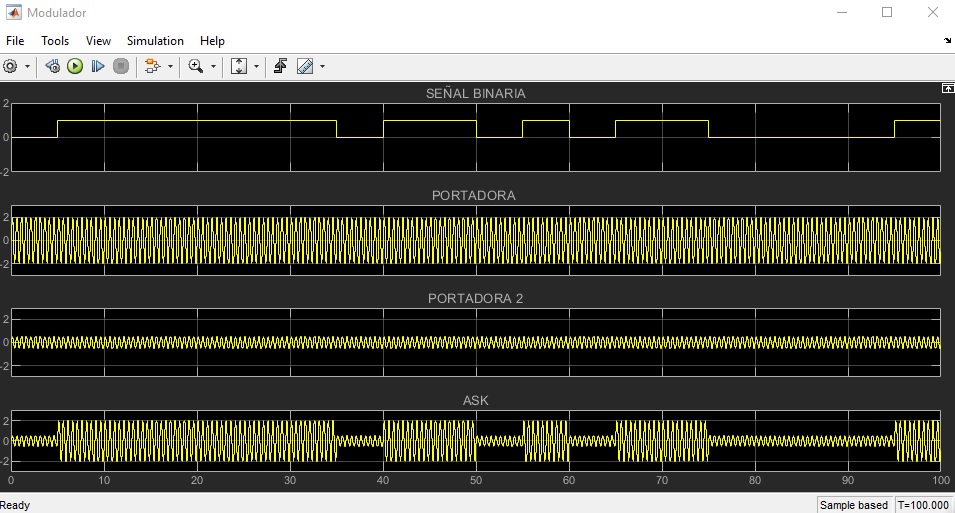 Modulador
File Tools View Simulation Help
SEÑAL BINARIA
2
0
-2
PORTADORA
2
0
-2
PORTADORA 2
2
0
-2
ASK
2
0
-2
0 10 20 30 40 50 60 70 80 90 100
Ready Sample based T=100.000